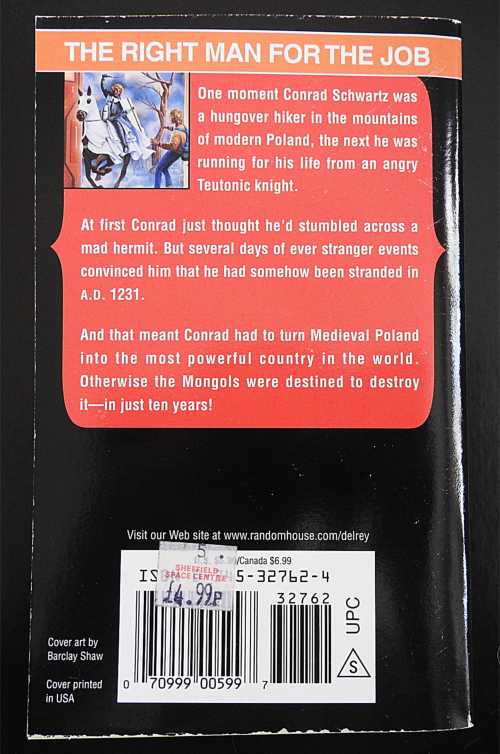 THE RIGHT MAN FOR THE JOB
One moment Conrad Schwartz was
a hungover hiker in the mountains
of modern Poland, the next he was
running for his life from an angry
Teutonic knight.
At first Conrad just thought he'd stumbled across a
mad hermit. But several days of ever stranger events
convinced him that he had somehow been stranded in
A.D. 1231.
And that meant Conrad had to turn Medieval Poland
into the most powerful country in the world.
Otherwise the Mongols were destined to destroy
it—in just ten years!
Visit our Web site at www.randomhouse.com/delrey
/Canada $6.99
5-32762-4
5.
SHEFFIELD
SPACE CENTRE
£4.99P
32762
UPC
S
Cover art by
Barclay Shaw
Cover printed
in USA
0 70999 00599 7